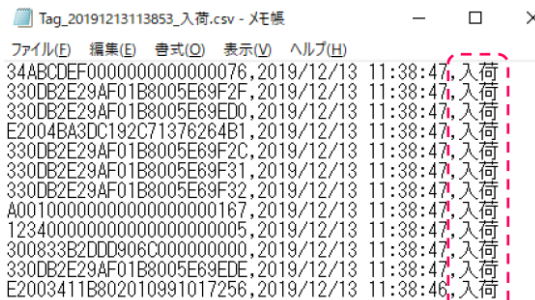 Tag_20191213113853_入荷.csv - メモ帳
ファイル(F) 編集(E) 書式(O) 表示(V) ヘルプ(H)
34ABCDEF0000000000000076,2019/12/13 11:38:47,入荷
330DB2E29AF01B8005E69F2F,2019/12/13 11:38:47,入荷
330DB2E29AF01B8005E69ED0,2019/12/13 11:38:47,入荷
E2004BA3DC192C71376264B1,2019/12/13 11:38:47,入荷
330DB2E29AF01B8005E69F2C,2019/12/13 11:38:47,入荷
330DB2E29AF01B8005E69F31,2019/12/13 11:38:47,入荷
330DB2E29AF01B8005E69F32,2019/12/13 11:38:47,入荷
A00100000000000000000167,2019/12/13 11:38:47,入荷
123400000000000000000005,2019/12/13 11:38:47,入荷
300833B2DDD906C000000000,2019/12/13 11:38:47,入荷
330DB2E29AF01B8005E69EDE,2019/12/13 11:38:47,入荷
E2003411B802010991017256,2019/12/13 11:38:46,入荷